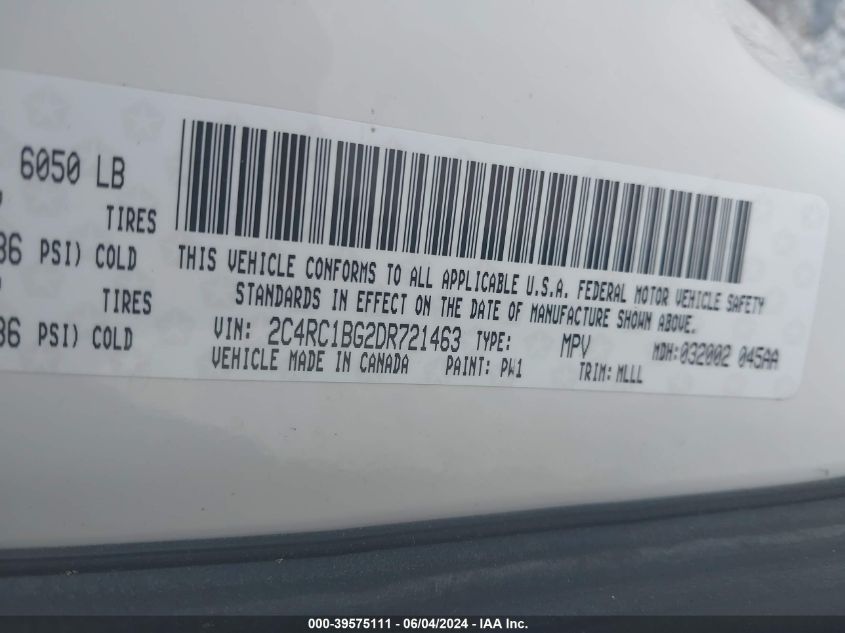 6050 LB
TIRES
36 PSI) COLD
TIRES
36 PSI) COLD
THIS VEHICLE CONFORMS TO ALL APPLICABLE U.S.A. FEDERAL MOTOR VEHICLE SAFETY
STANDARDS IN EFFECT ON THE DATE OF MANUFACTURE SHOWN ABOVE.
VIN: 2C4RC1BG2DR721463 TYPE: MPV MDH:032002 045AA
VEHICLE MADE IN CANADA PAINT: PW1 TRIM: MLLL
000-39575111 - 06/04/2024 - IAA Inc.